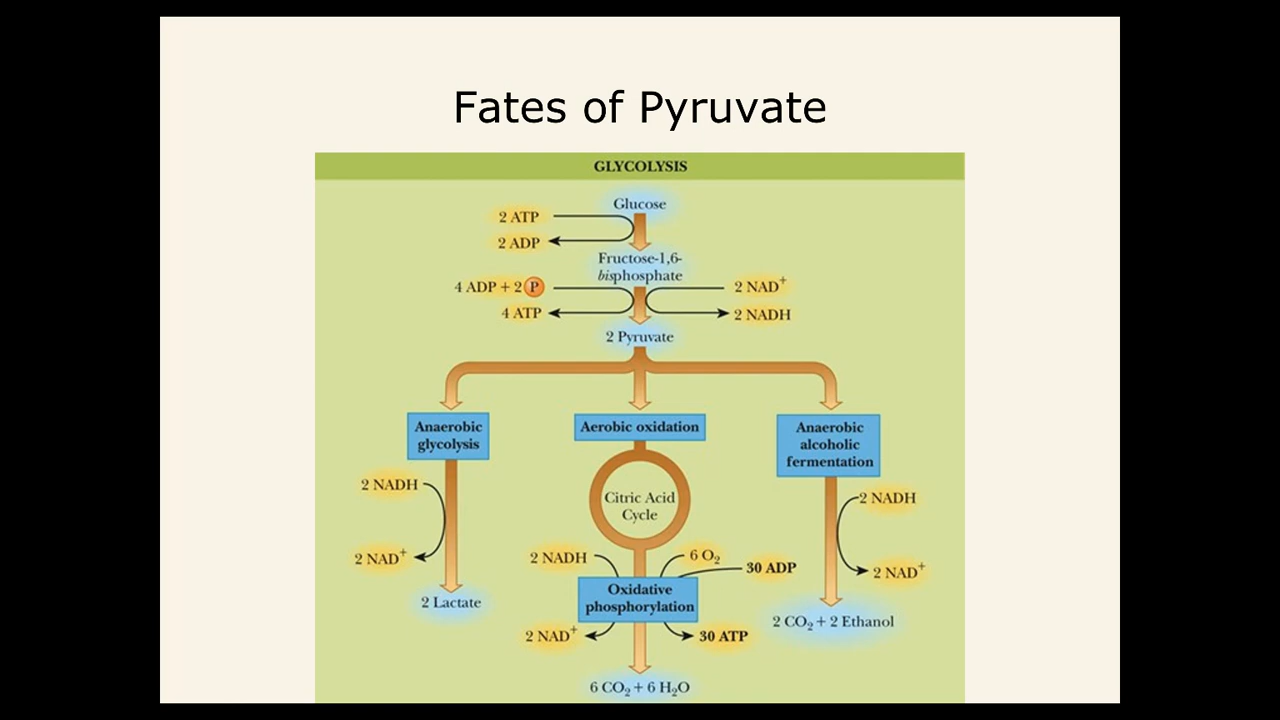 Fates of Pyruvate
GLYCOLYSIS
Glucose
2 ATP
2 ADP
Fructose-1,6-
bisphosphate
4 ADP + 2 P
4 ATP
2 NAD⁺
2 NADH
2 Pyruvate
Anaerobic
glycolysis
2 NADH
2 NAD⁺
2 Lactate
Aerobic oxidation
Citric Acid
Cycle
2 NADH
6 O₂
30 ADP
Oxidative
phosphorylation
2 NAD⁺
30 ATP
6 CO₂ + 6 H₂O
Anaerobic
alcoholic
fermentation
2 NADH
2 NAD⁺
2 CO₂ + 2 Ethanol